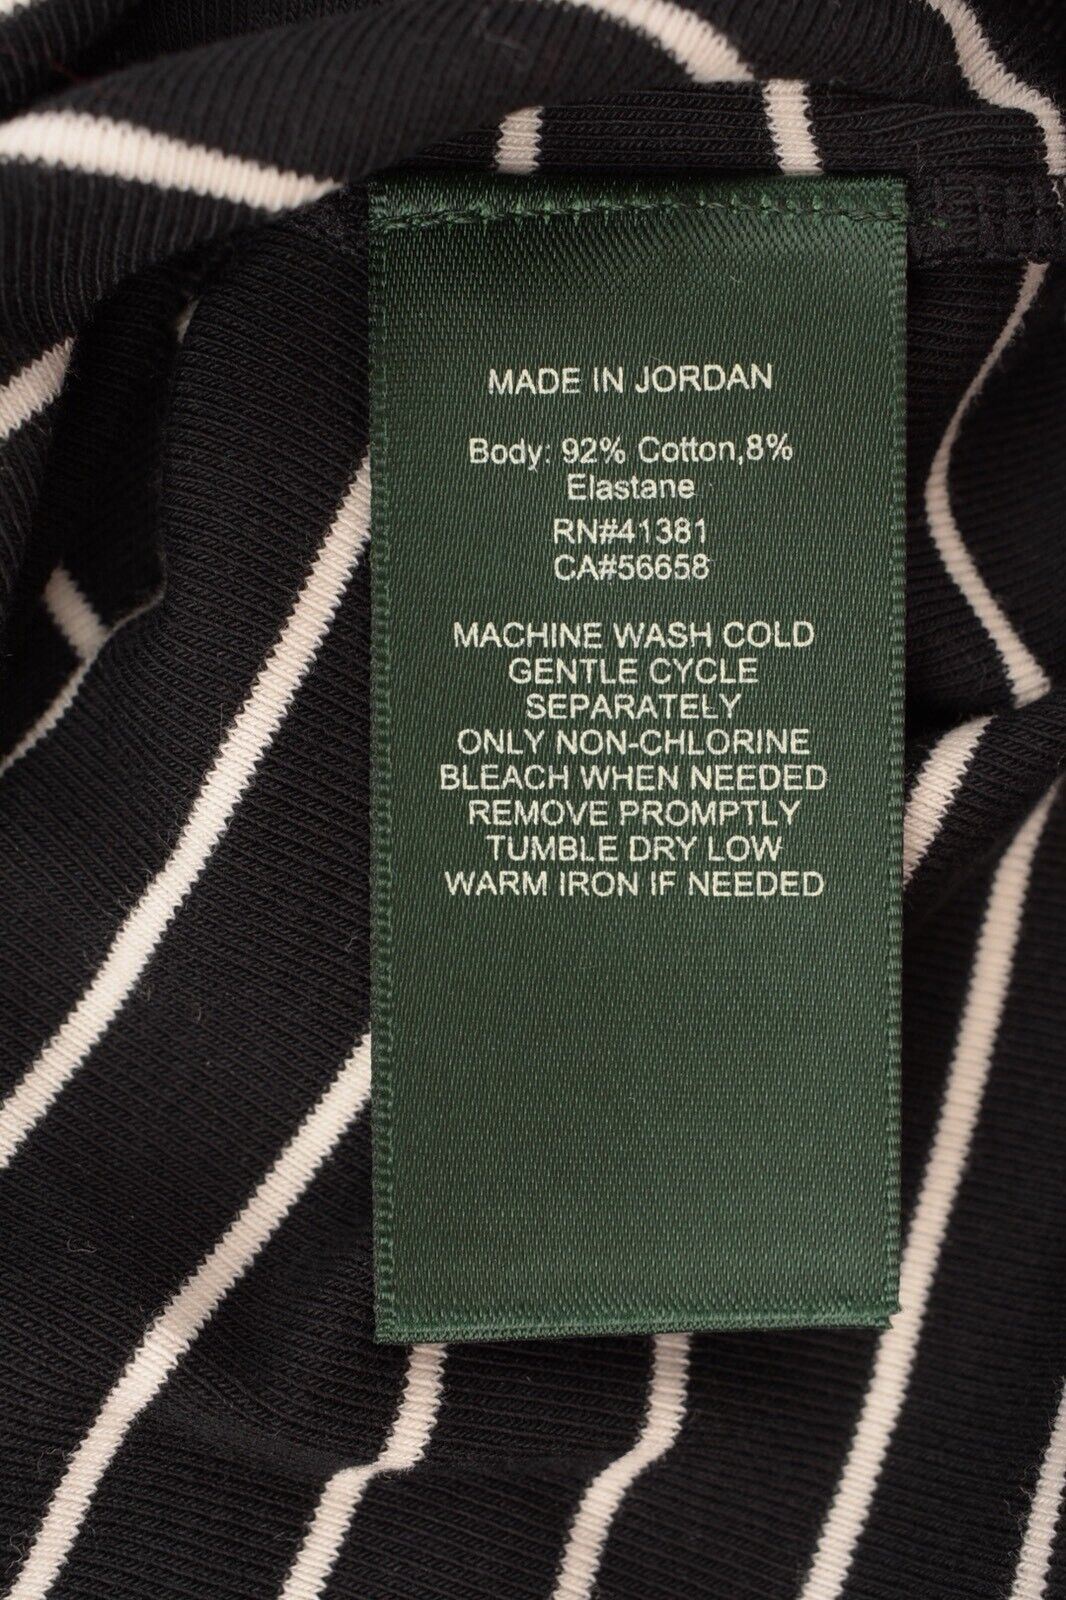 MADE IN JORDAN
Body: 92% Cotton,8%
Elastane
RN#41381
CA#56658
MACHINE WASH COLD
GENTLE CYCLE
SEPARATELY
ONLY NON-CHLORINE
BLEACH WHEN NEEDED
REMOVE PROMPTLY
TUMBLE DRY LOW
WARM IRON IF NEEDED